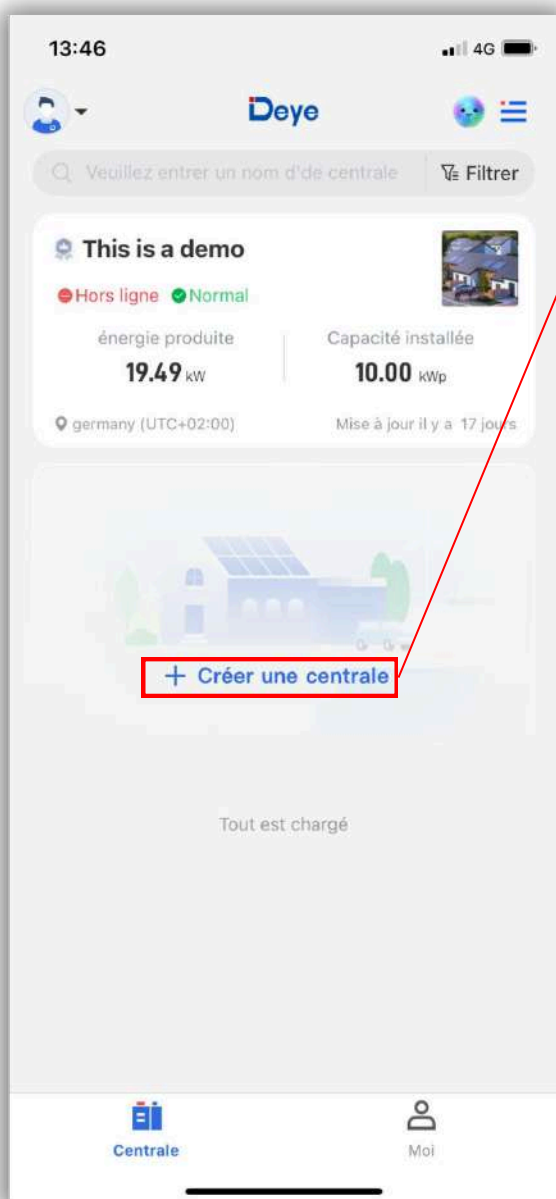 13:46 4G
Deye
Veuillez entrer un nom d'de centrale Filtrer
This is a demo
Hors ligne Normal
énergie produite Capacité installée
19.49 kW 10.00 kWp
germany (UTC+02:00) Mise à jour il y a 17 jours
+ Créer une centrale
Tout est chargé
Centrale Moi